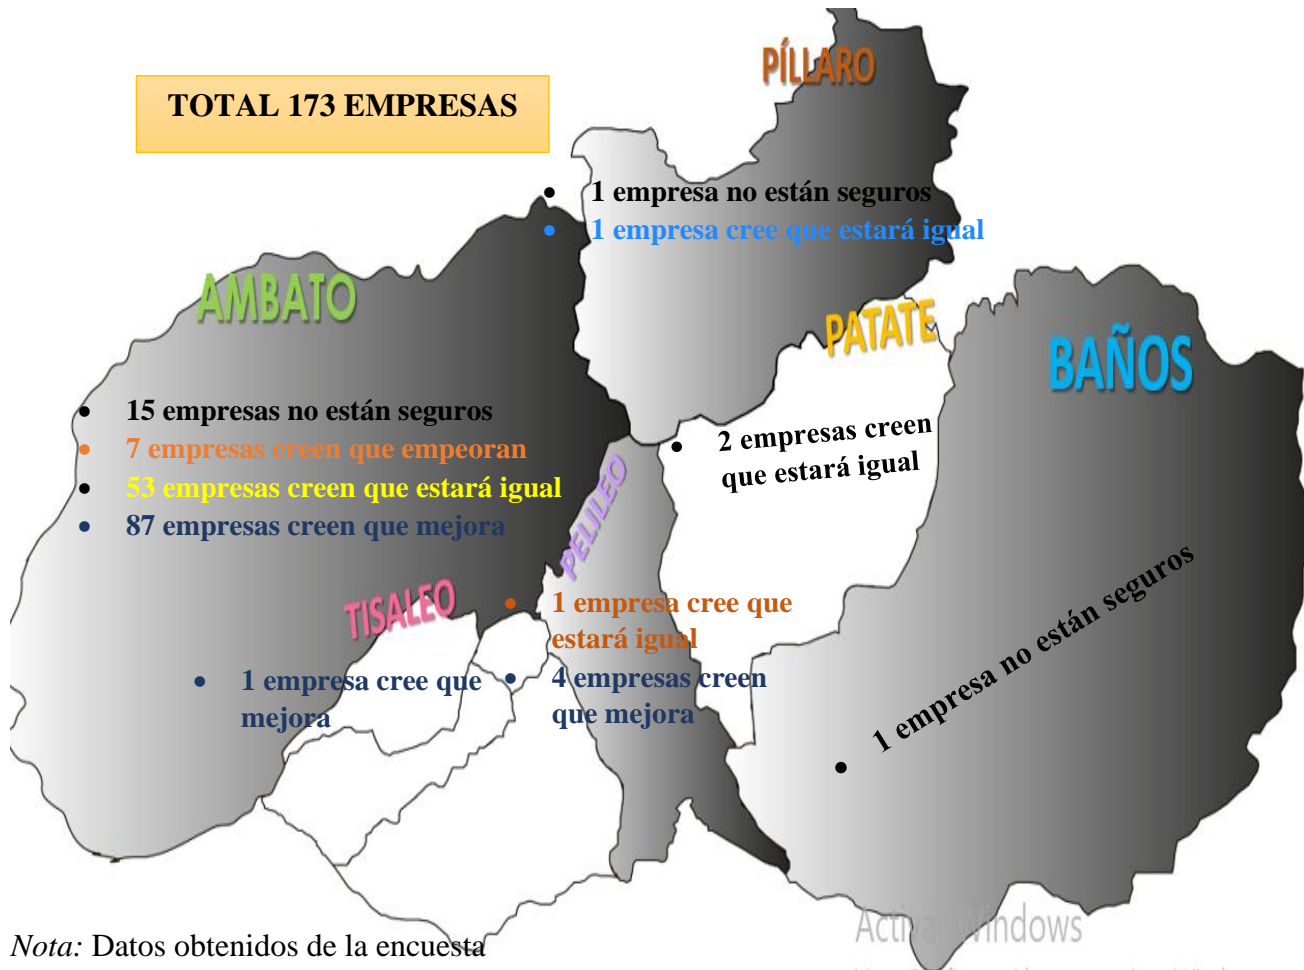 PÍLLARO
TOTAL 173 EMPRESAS
• 1 empresa no están seguros
• 1 empresa cree que estará igual
AMBATO
PATATE
BAÑOS
• 15 empresas no están seguros
• 7 empresas creen que empeoran
• 53 empresas creen que estará igual
• 87 empresas creen que mejora
• 2 empresas creen
que estará igual
PELILEO
TISALEO
• 1 empresa cree que
estará igual
• 4 empresas creen
que mejora
• 1 empresa cree que
mejora
• 1 empresa no están seguros
Activar Windows
Nota: Datos obtenidos de la encuesta